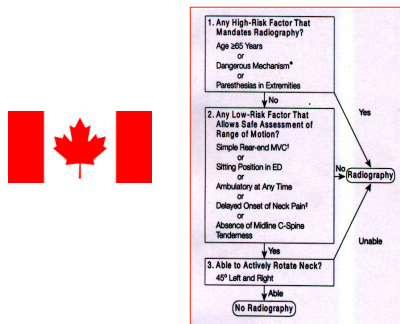 1. Any High-Risk Factor That
Mandates Radiography?
Age ≥65 Years
or
Dangerous Mechanism*
or
Paresthesias in Extremities
No
Yes
2. Any Low-Risk Factor That
Allows Safe Assessment of
Range of Motion?
Simple Rear-end MVC†
or
Sitting Position in ED
or
Ambulatory at Any Time
or
Delayed Onset of Neck Pain‡
or
Absence of Midline C-Spine
Tenderness
No
Radiography
Yes
Unable
3. Able to Actively Rotate Neck?
45° Left and Right
Able
No Radiography